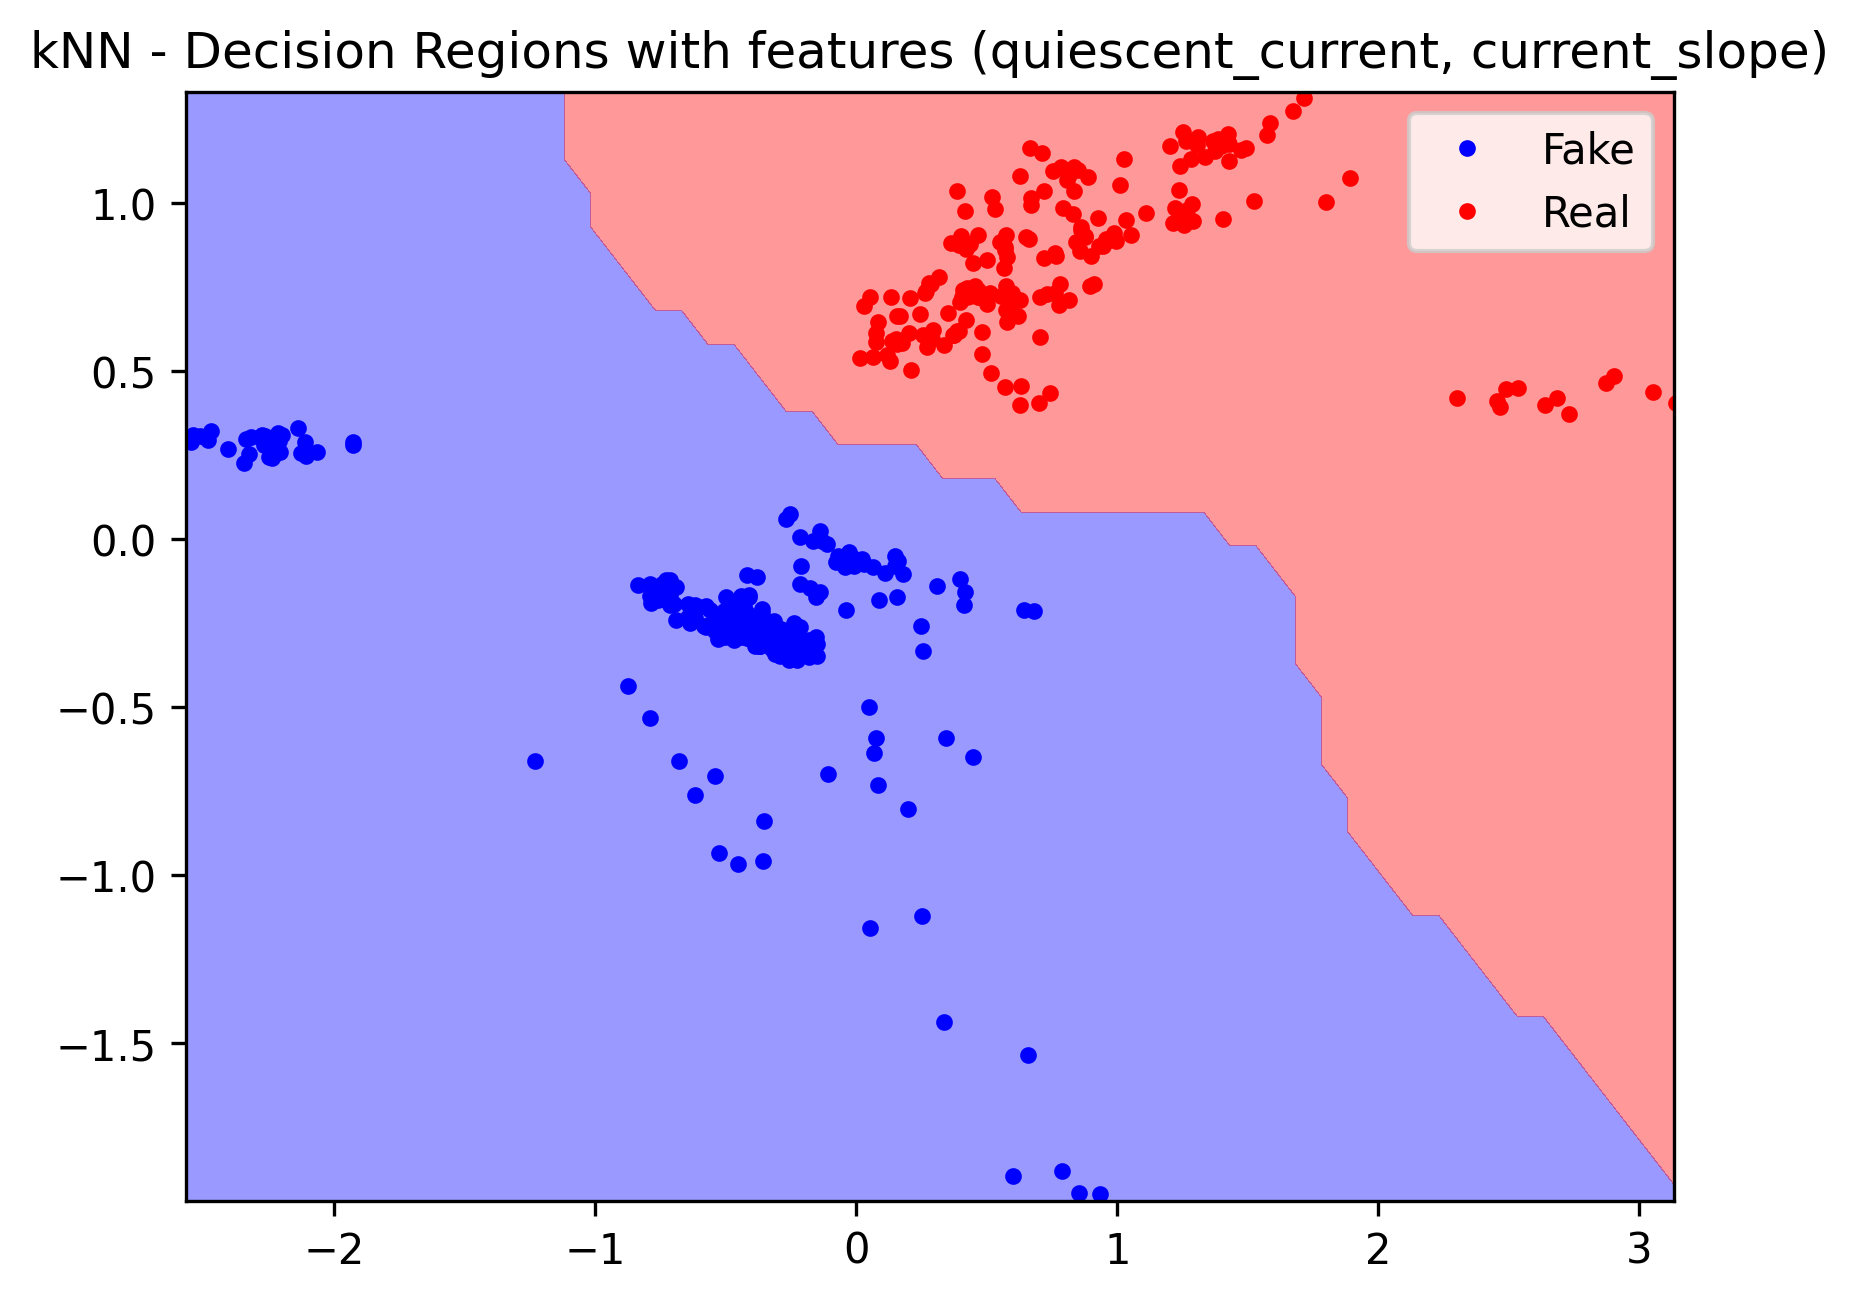 kNN - Decision Regions with features (quiescent_current, current_slope)
Fake
Real
1.0
0.5
0.0
−0.5
−1.0
−1.5
−2 −1 0 1 2 3